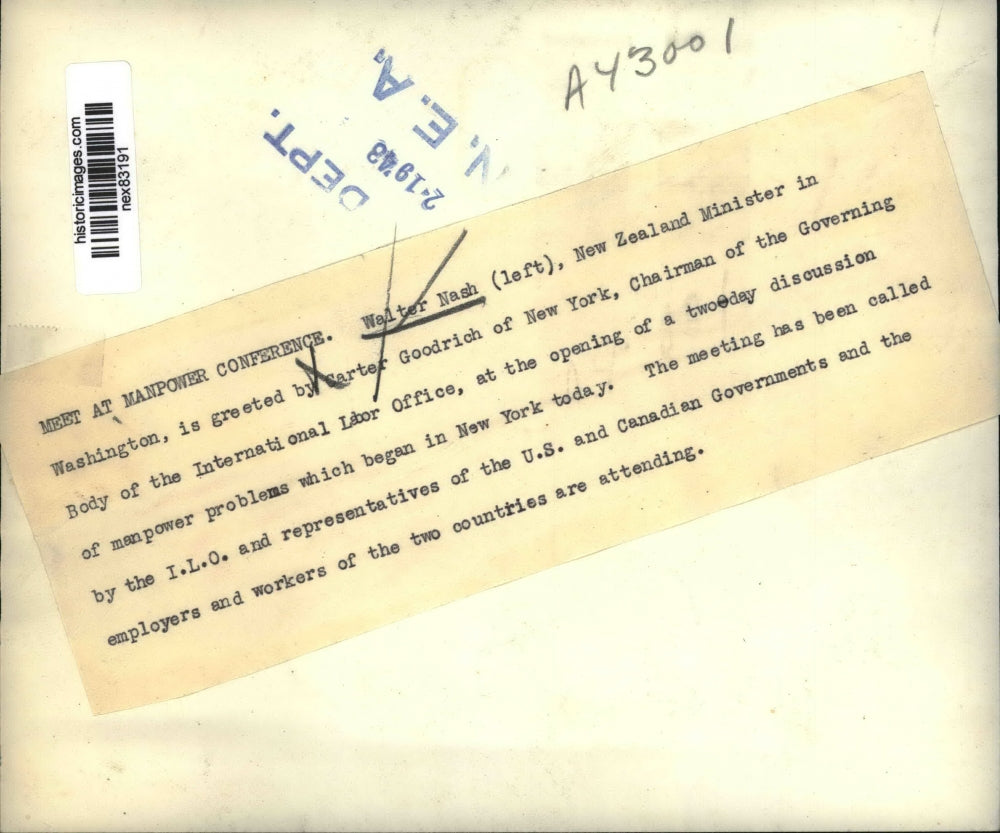 A43001
historicimages.com
nex83191
N. E. A.
DEPT.
MEET AT MANPOWER CONFERENCE. Walter Nash (left), New Zealand Minister in
Washington, is greeted by Carter Goodrich of New York, Chairman of the Governing
Body of the International Labor Office, at the opening of a two-day discussion
of manpower problems which began in New York today. The meeting has been called
by the I.L.O. and representatives of the U.S. and Canadian Governments and the
employers and workers of the two countries are attending.